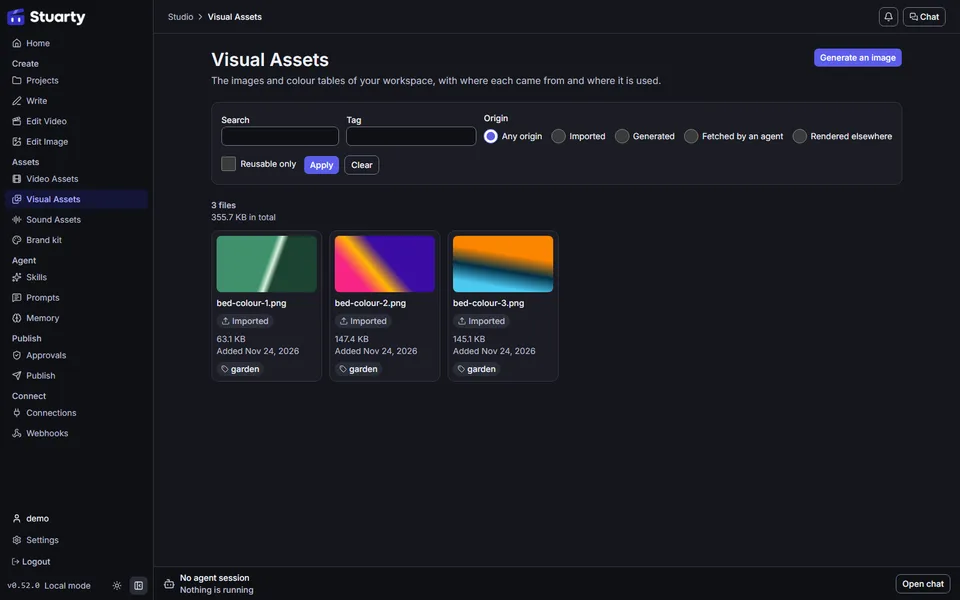 Stuarty
Home
Create
Projects
Write
Edit Video
Edit Image
Assets
Video Assets
Visual Assets
Sound Assets
Brand kit
Agent
Skills
Prompts
Memory
Publish
Approvals
Publish
Connect
Connections
Webhooks
demo
Settings
Logout
v0.52.0 Local mode
Studio > Visual Assets
Chat
Visual Assets
Generate an image
The images and colour tables of your workspace, with where each came from and where it is used.
Search
Tag
Origin
Any origin
Imported
Generated
Fetched by an agent
Rendered elsewhere
Reusable only
Apply
Clear
3 files
355.7 KB in total
bed-colour-1.png
Imported
63.1 KB
Added Nov 24, 2026
garden
bed-colour-2.png
Imported
147.4 KB
Added Nov 24, 2026
garden
bed-colour-3.png
Imported
145.1 KB
Added Nov 24, 2026
garden
No agent session
Nothing is running
Open chat